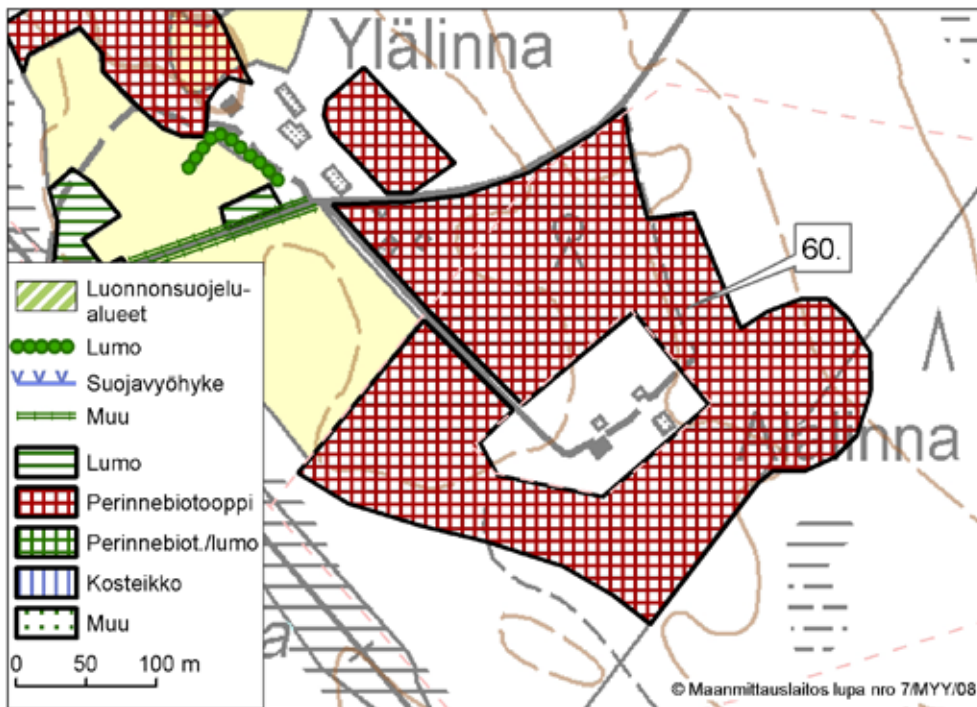 Ylälinna
60.
Alalinna
Luonnonsuojelu-
alueet
Lumo
Suojavyöhyke
Muu
Lumo
Perinnebiotooppi
Perinnebiot./lumo
Kosteikko
Muu
0 50 100 m
a
© Maanmittauslaitos lupa nro 7/MYY/08